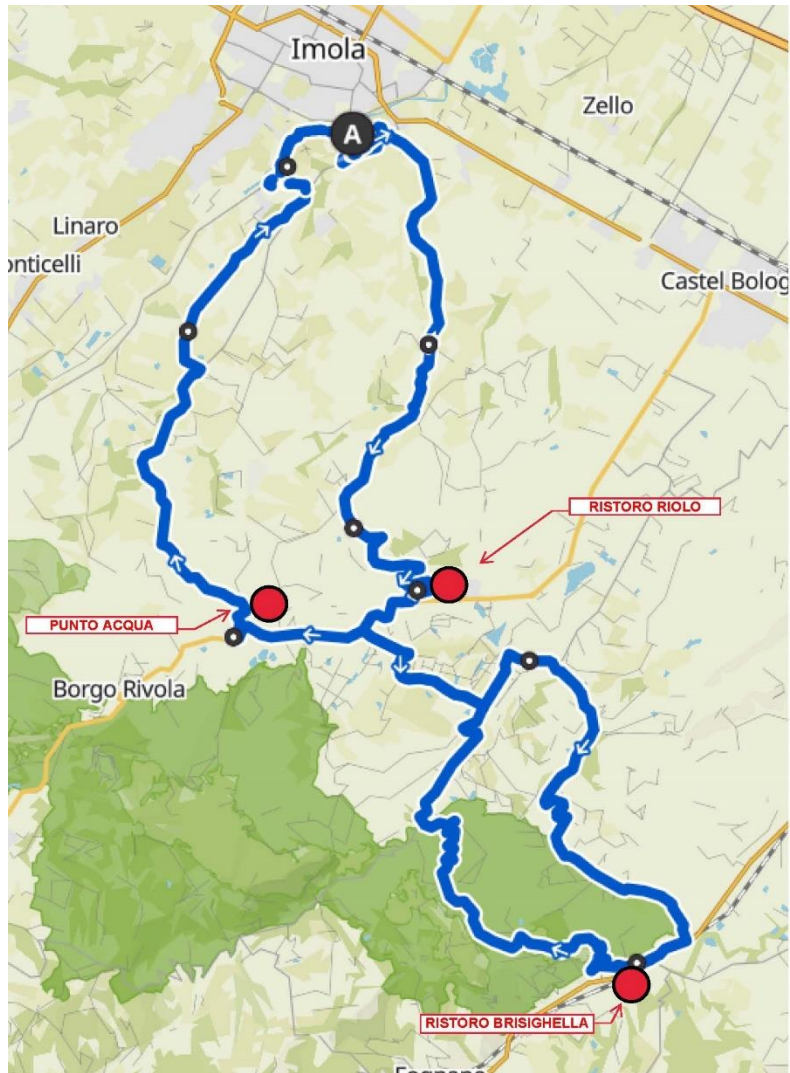 Imola
A
Zello
Linaro
onticelli
Castel Bolog
RISTORO RIOLO
PUNTO ACQUA
Borgo Rivola
RISTORO BRISIGHELLA